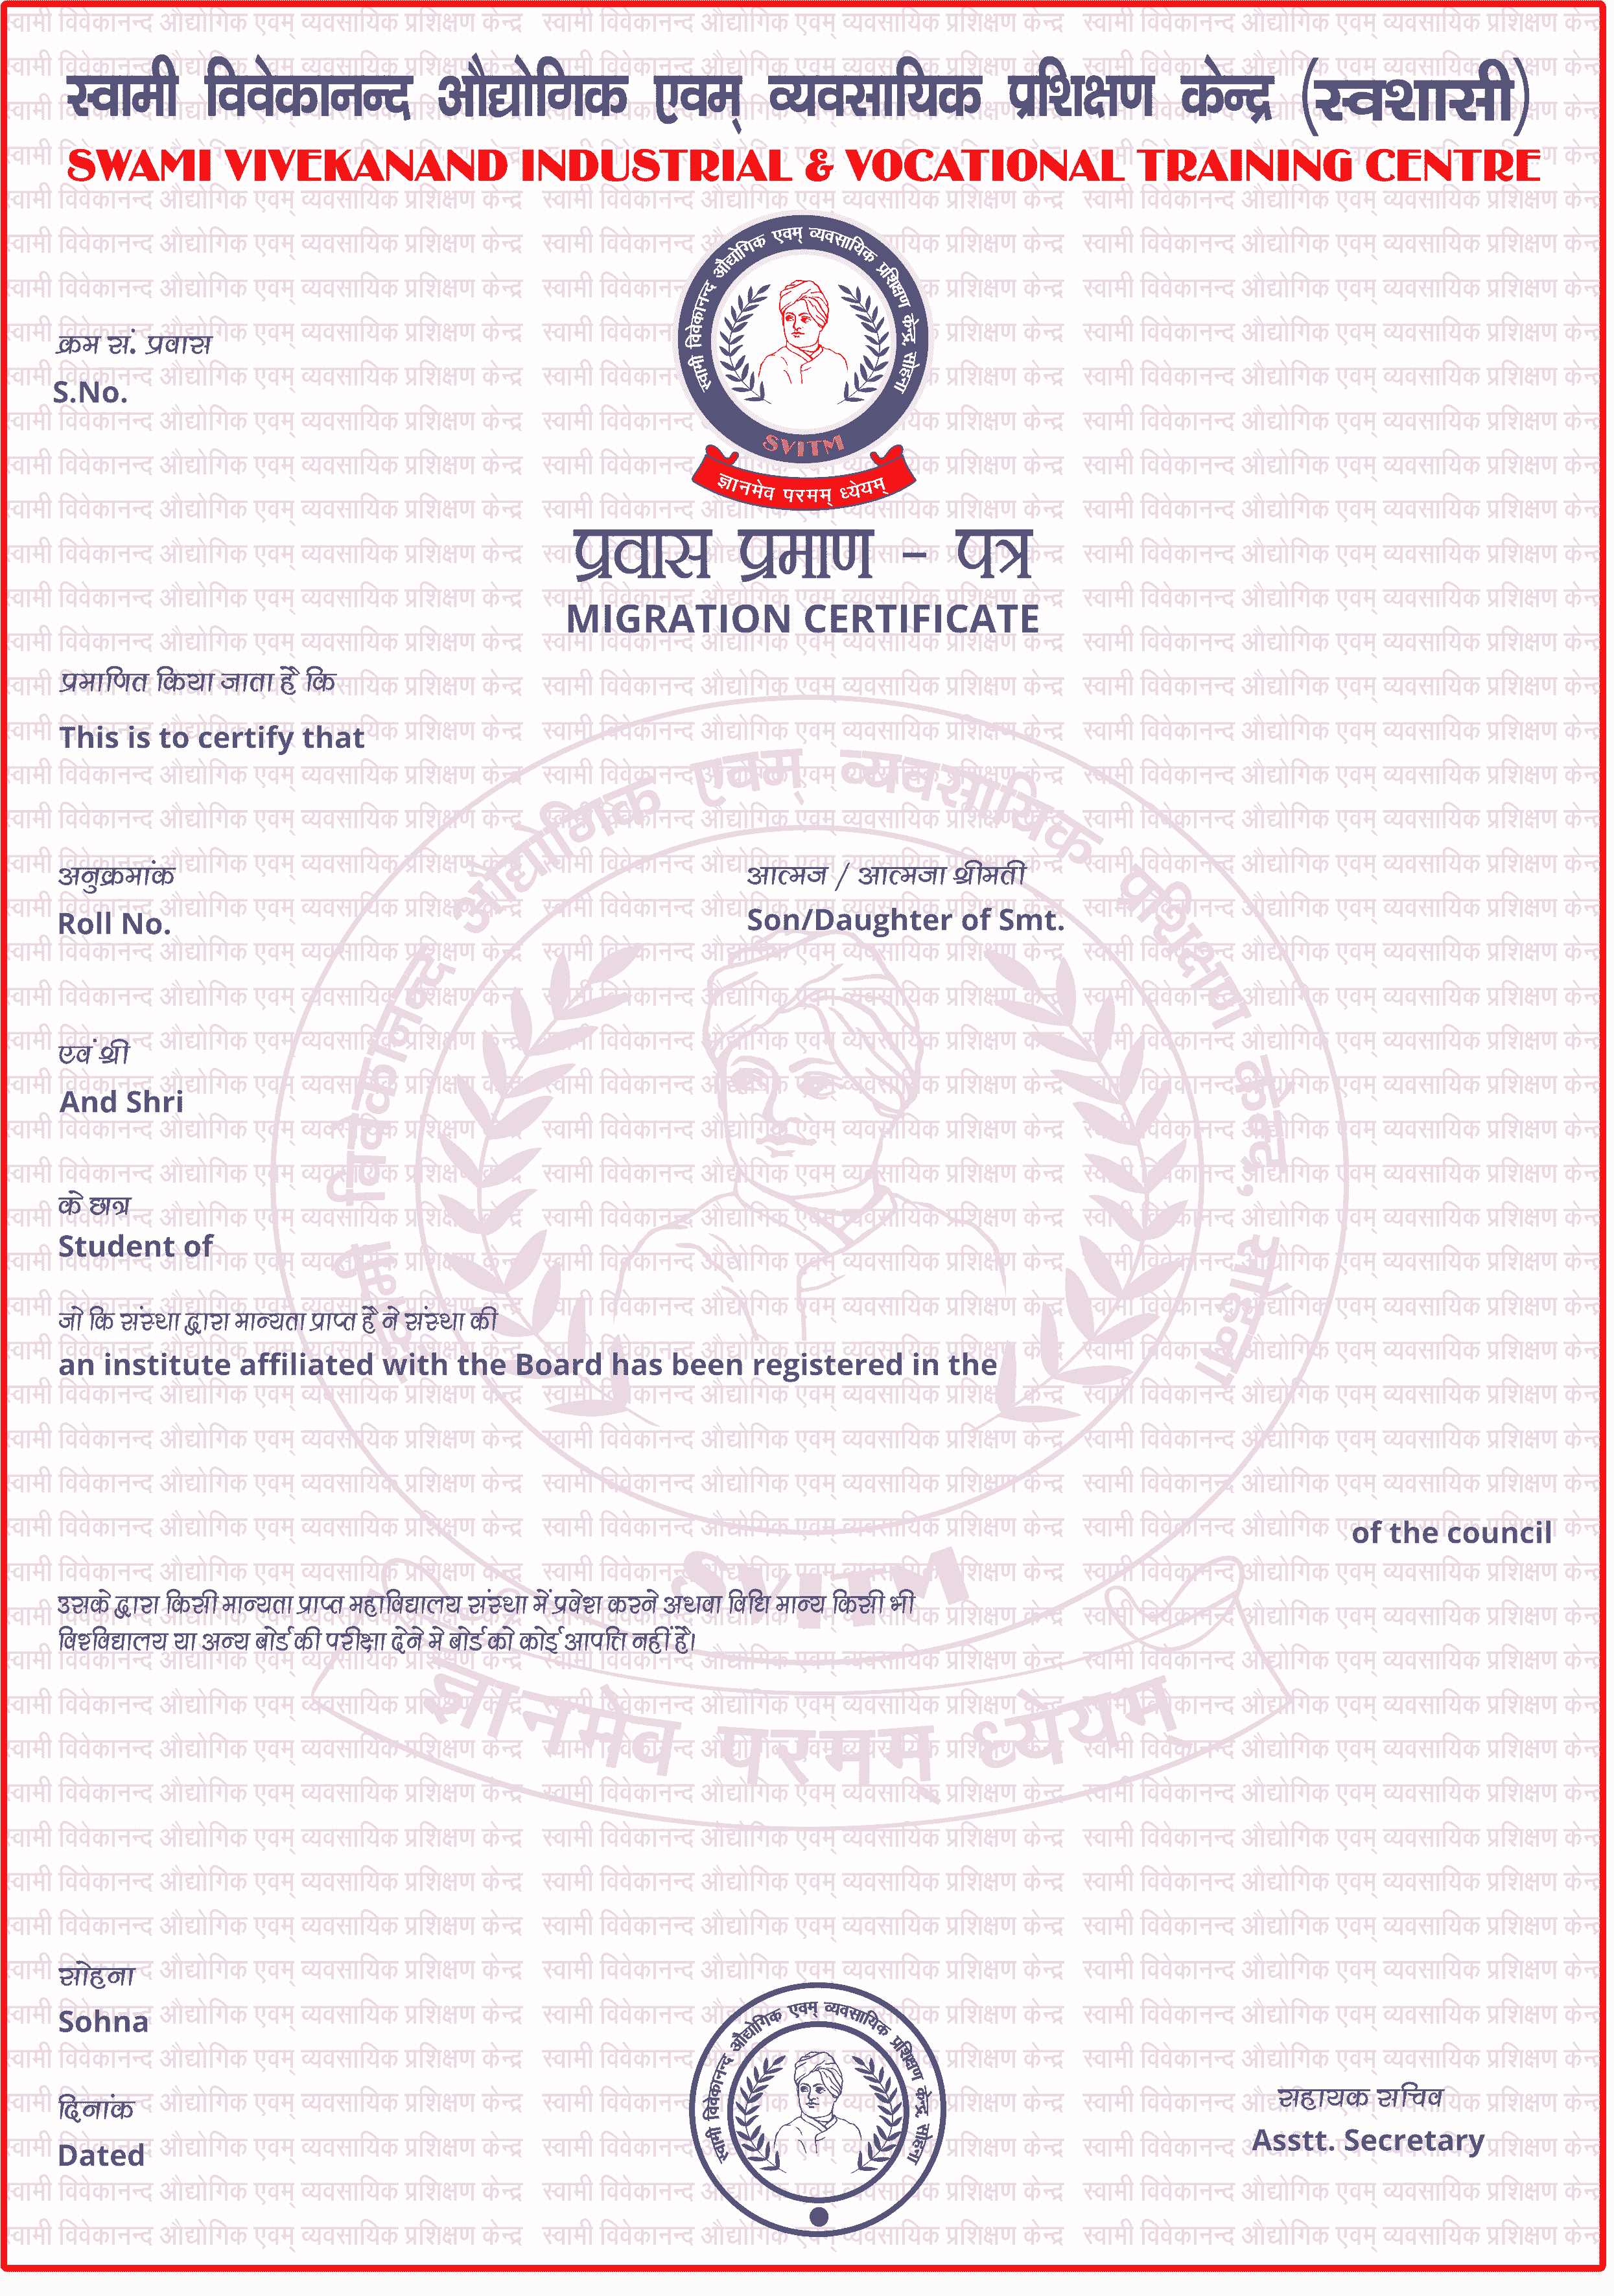 स्वामी विवेकानन्द औद्योगिक एवम् व्यवसायिक प्रशिक्षण केन्द्र (स्वशासी)
SWAMI VIVEKANAND INDUSTRIAL & VOCATIONAL TRAINING CENTRE
स्वामी विवेकानन्द औद्योगिक एवम् व्यवसायिक प्रशिक्षण केन्द्र, सोहना
SVITM
ज्ञानमेव परमम् ध्येयम्
क्रम सं. प्रवास
S.No.
प्रवास प्रमाण - पत्र
MIGRATION CERTIFICATE
प्रमाणित किया जाता है कि
This is to certify that
अनुक्रमांक
Roll No.
आत्मज / आत्मजा श्रीमती
Son/Daughter of Smt.
एवं श्री
And Shri
के छात्र
Student of
जो कि संस्था द्वारा मान्यता प्राप्त है ने संस्था की
an institute affiliated with the Board has been registered in the
of the council
उसके द्वारा किसी मान्यता प्राप्त महाविद्यालय संस्था में प्रवेश करने अथवा विधि मान्य किसी भी
विश्वविद्यालय या अन्य बोर्ड की परीक्षा देने मे बोर्ड को कोई आपत्ति नहीं है।
सोहना
Sohna
दिनांक
Dated
स्वामी विवेकानन्द औद्योगिक एवम् व्यवसायिक प्रशिक्षण केन्द्र, सोहना
सहायक सचिव
Asstt. Secretary